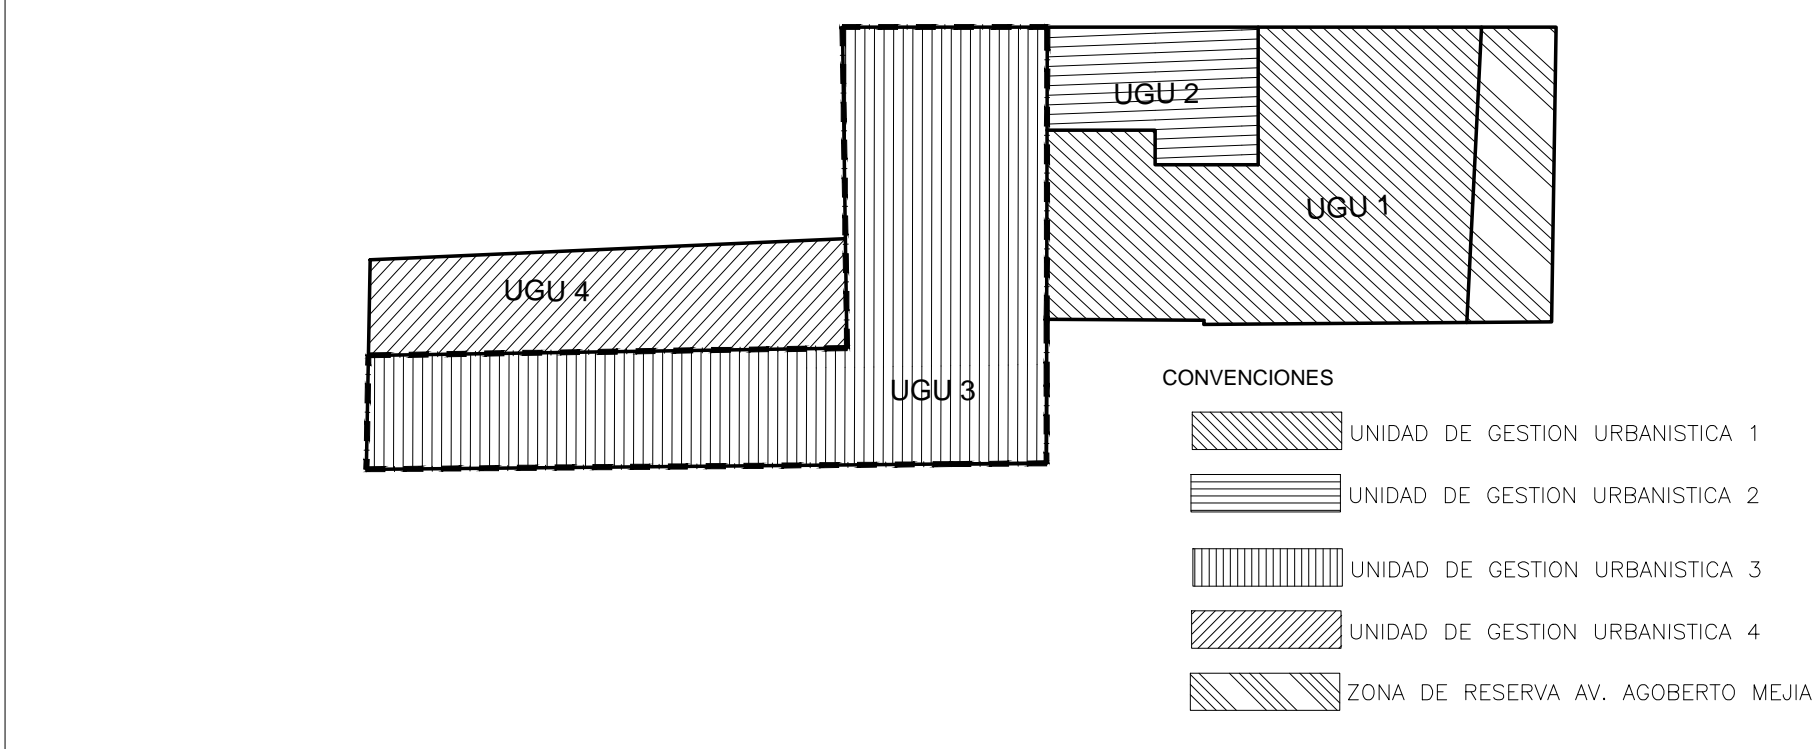 UGU 2
UGU 1
UGU 4
UGU 3
CONVENCIONES
UNIDAD DE GESTION URBANISTICA 1
UNIDAD DE GESTION URBANISTICA 2
UNIDAD DE GESTION URBANISTICA 3
UNIDAD DE GESTION URBANISTICA 4
ZONA DE RESERVA AV. AGOBERTO MEJIA